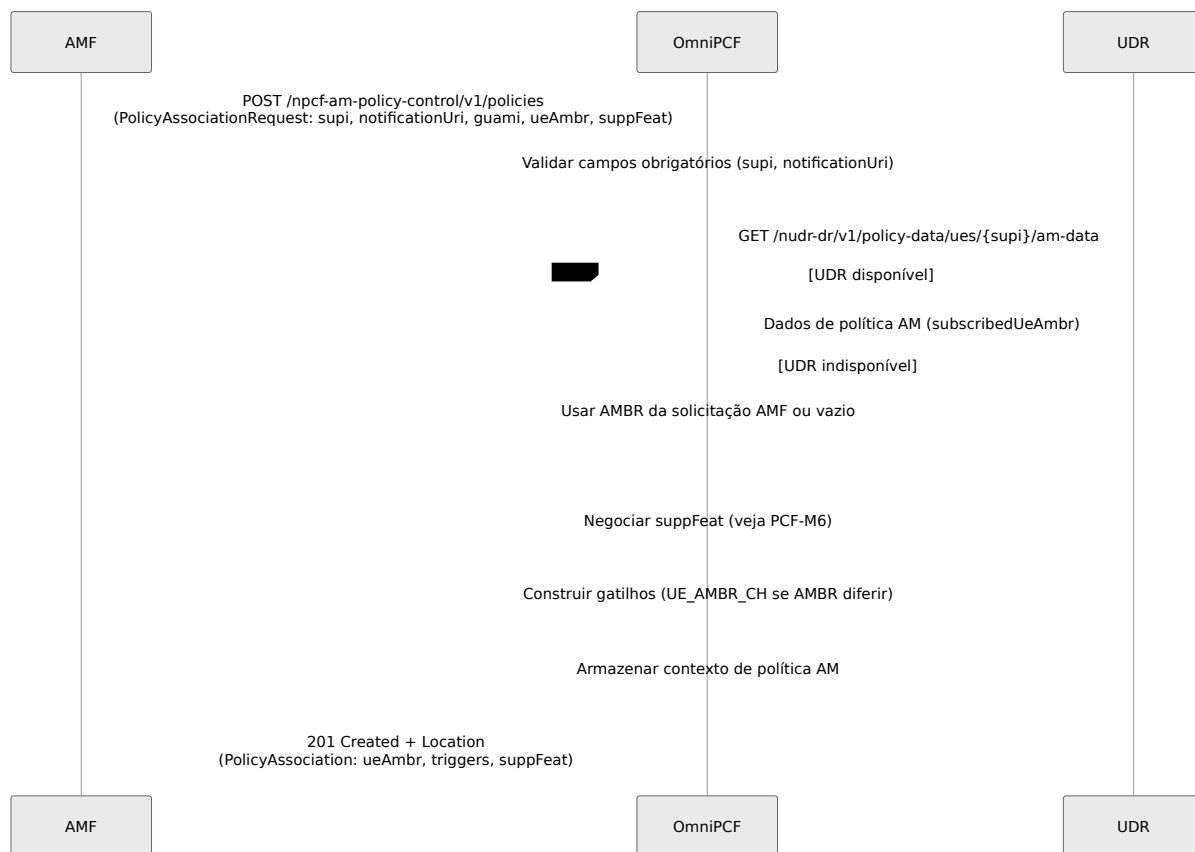 AMF
OmniPCF
UDR
POST /npcf-am-policy-control/v1/policies
(PolicyAssociationRequest: supi, notificationUri, guami, ueAmbr, suppFeat)
Validar campos obrigatórios (supi, notificationUri)
GET /nudr-dr/v1/policy-data/ues/{supi}/am-data
[UDR disponível]
Dados de política AM (subscribedUeAmbr)
[UDR indisponível]
Usar AMBR da solicitação AMF ou vazio
Negociar suppFeat (veja PCF-M6)
Construir gatilhos (UE_AMBR_CH se AMBR diferir)
Armazenar contexto de política AM
201 Created + Location
(PolicyAssociation: ueAmbr, triggers, suppFeat)
AMF
OmniPCF
UDR